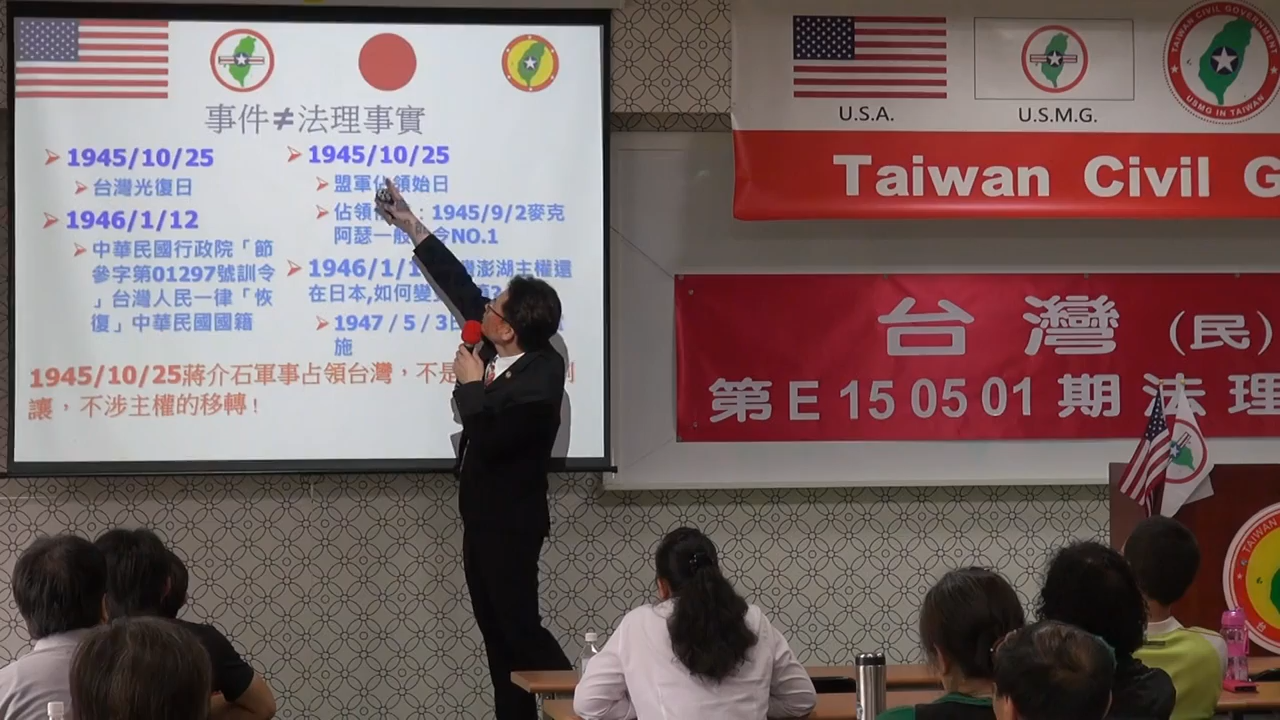 事件≠法理事實
1945/10/25
台灣光復日
1946/1/12
中華民國行政院「節
參字第01297號訓令
」台灣人民一律「恢
復」中華民國國籍
1945/10/25
盟軍佔領始日
佔領：1945/9/2麥克
阿瑟一般令NO.1
1946/1/1 澎湖主權還
在日本,如何變
1947 / 5 / 3
施
1945/10/25蔣介石軍事占領台灣，不是
讓，不涉主權的移轉!
U.S.A.
U.S.M.G.
TAIWAN CIVIL GOVERNMENT
USMG IN TAIWAN
Taiwan Civil G
台灣(民)
第E150501期法理
TAIWAN